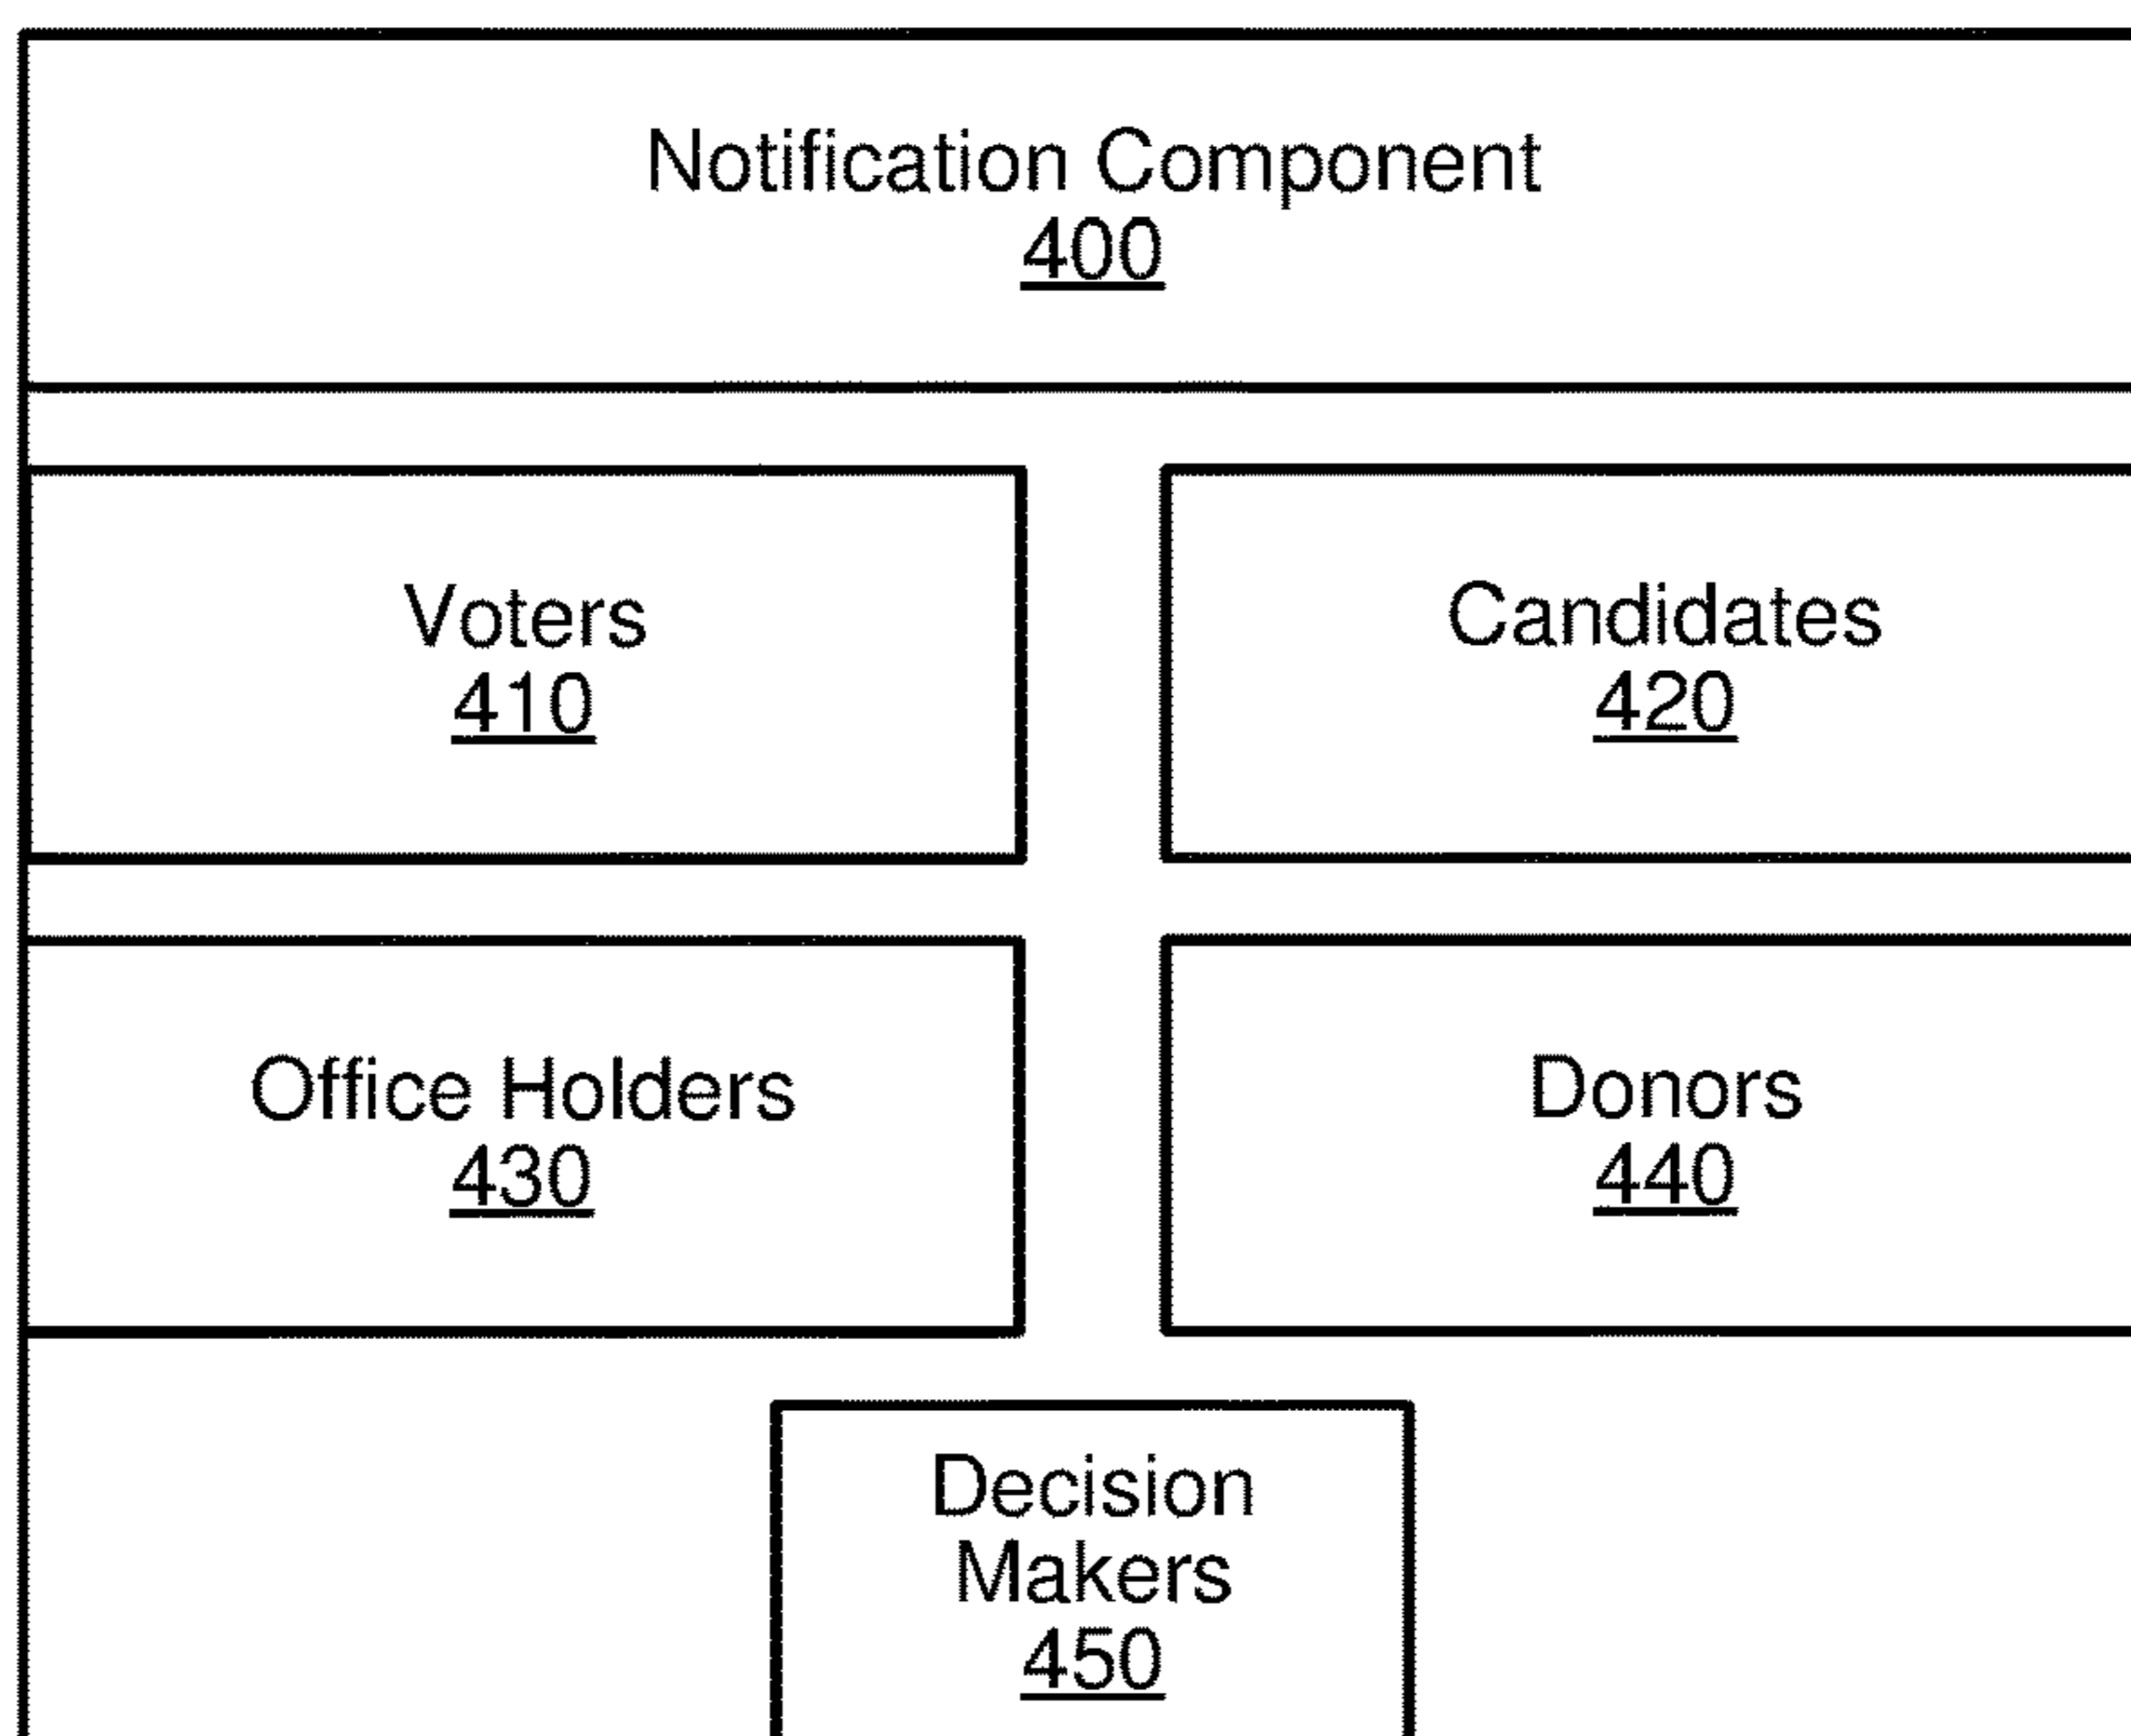 Notification Component
400
Voters
410
Candidates
420
Office Holders
430
Donors
440
Decision
Makers
450